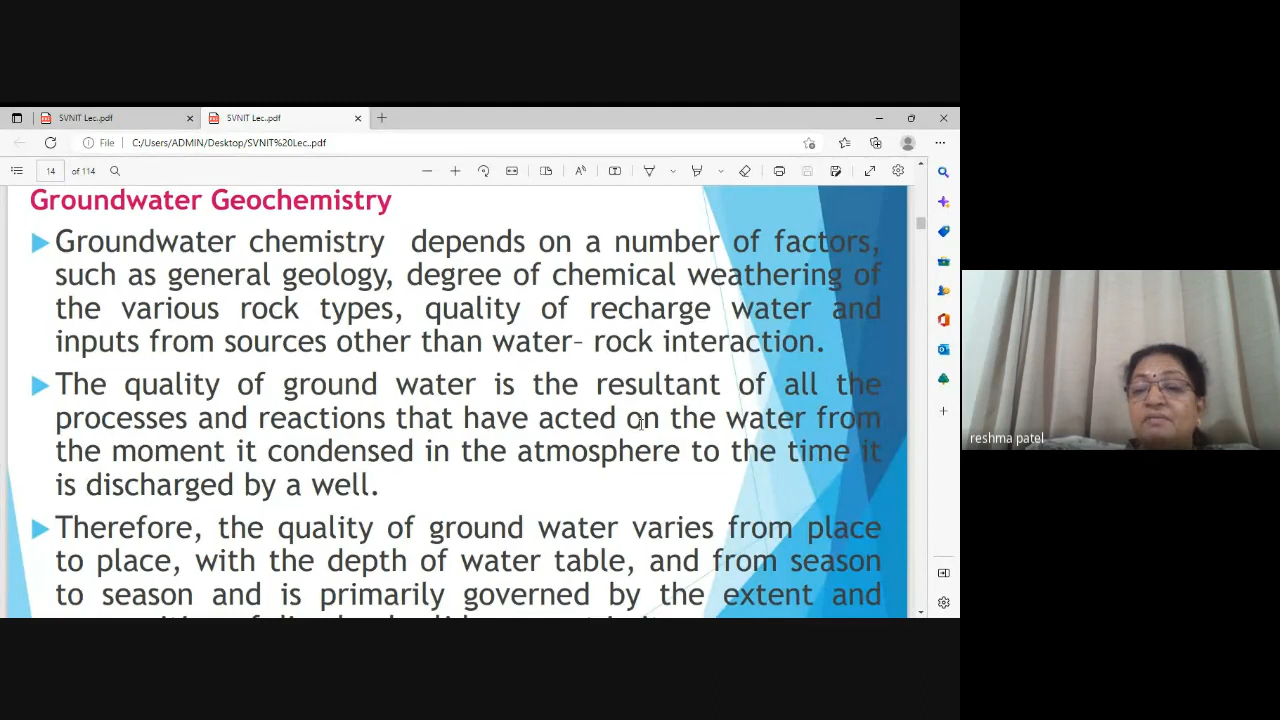 SVNIT Lec..pdf
SVNIT Lec..pdf
File
C:/Users/ADMIN/Desktop/SVNIT%20Lec..pdf
14
of 114
Groundwater Geochemistry
Groundwater chemistry depends on a number of factors,
such as general geology, degree of chemical weathering of
the various rock types, quality of recharge water and
inputs from sources other than water– rock interaction.
The quality of ground water is the resultant of all the
processes and reactions that have acted on the water from
the moment it condensed in the atmosphere to the time it
is discharged by a well.
Therefore, the quality of ground water varies from place
to place, with the depth of water table, and from season
to season and is primarily governed by the extent and
reshma patel